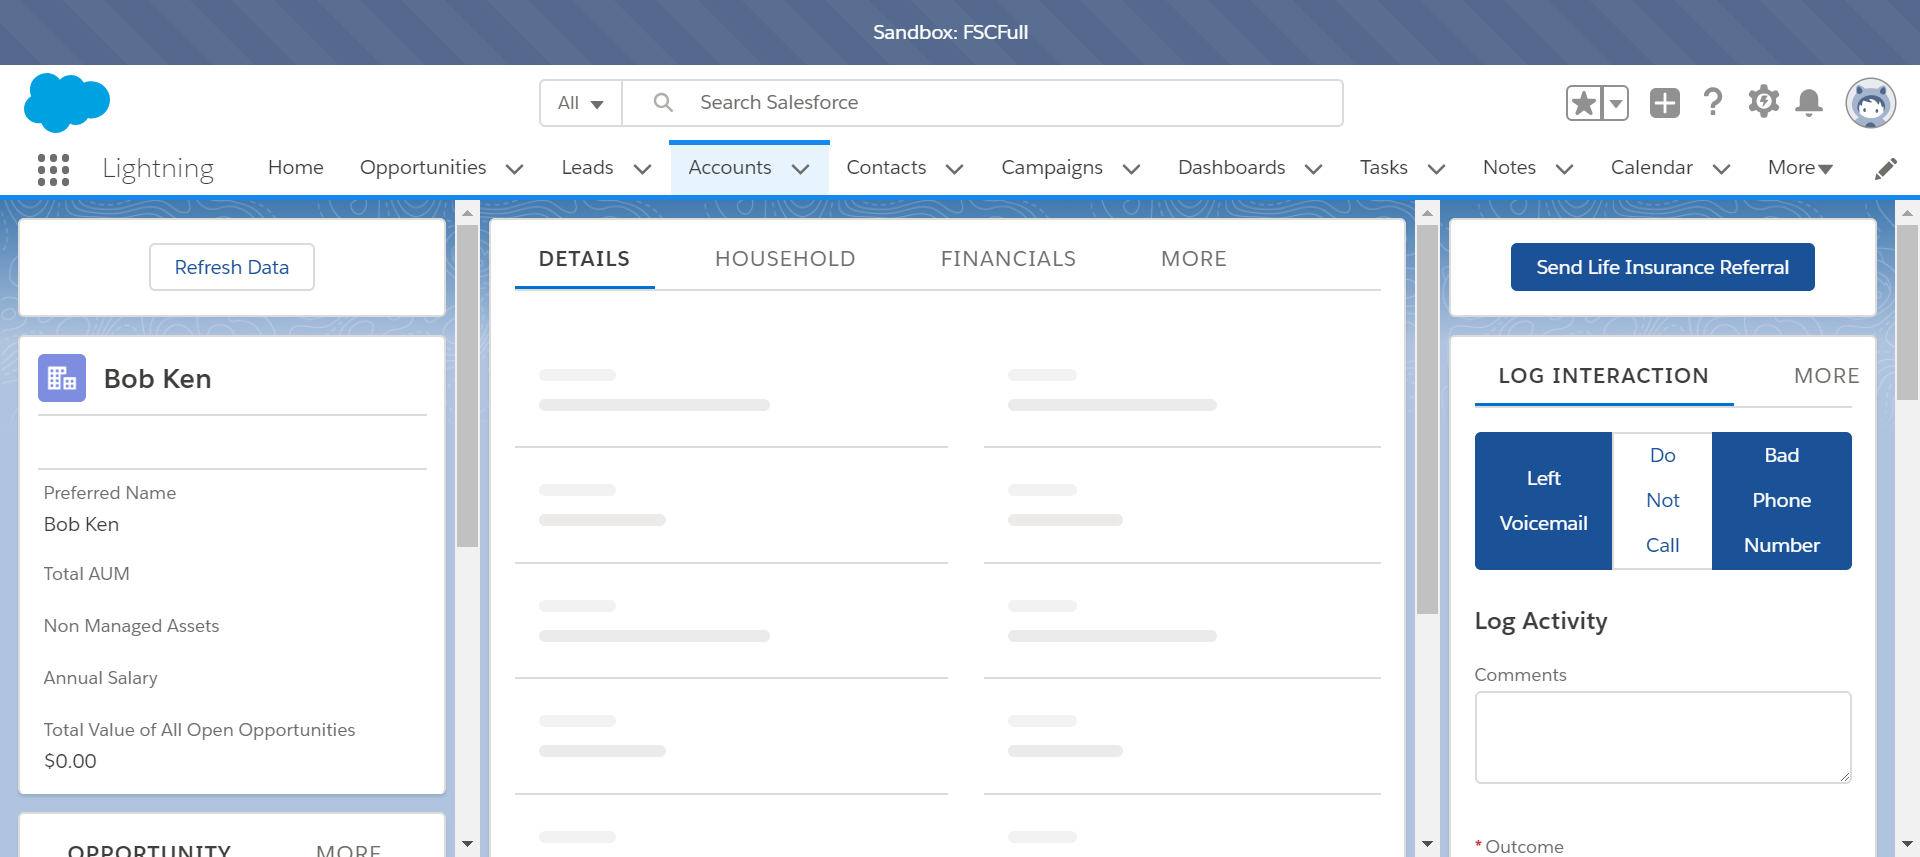 Sandbox: FSCFull
All
Search Salesforce
Lightning
Home
Opportunities
Leads
Accounts
Contacts
Campaigns
Dashboards
Tasks
Notes
Calendar
More
Refresh Data
Bob Ken
Preferred Name
Bob Ken
Total AUM
Non Managed Assets
Annual Salary
Total Value of All Open Opportunities
$0.00
OPPORTUNITY
MORE
DETAILS
HOUSEHOLD
FINANCIALS
MORE
Send Life Insurance Referral
LOG INTERACTION
MORE
Left
Voicemail
Do
Not
Call
Bad
Phone
Number
Log Activity
Comments
* Outcome